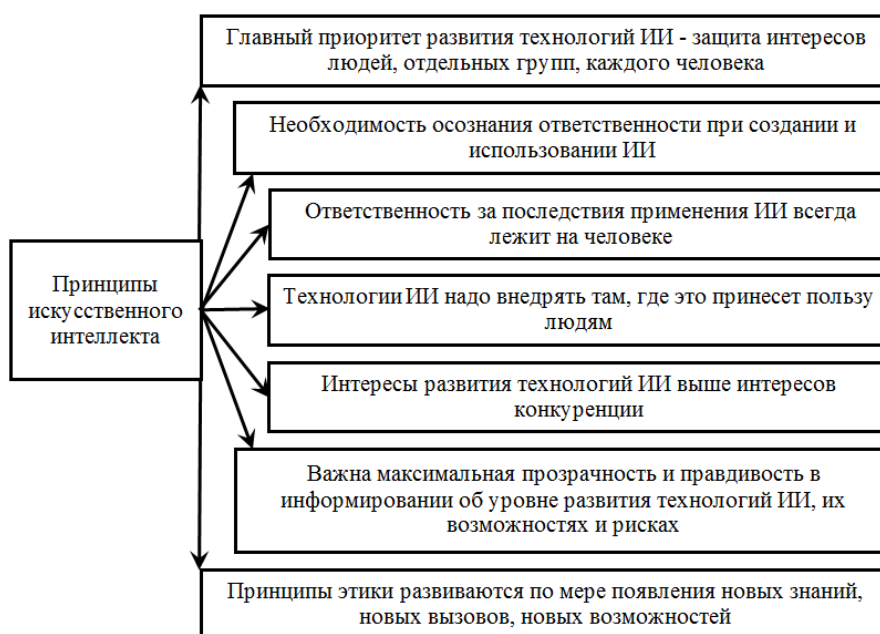 Главный приоритет развития технологий ИИ - защита интересов
людей, отдельных групп, каждого человека
Необходимость осознания ответственности при создании и
использовании ИИ
Ответственность за последствия применения ИИ всегда
лежит на человеке
Принципы
искусственного
интеллекта
Технологии ИИ надо внедрять там, где это принесет пользу
людям
Интересы развития технологий ИИ выше интересов
конкуренции
Важна максимальная прозрачность и правдивость в
информировании об уровне развития технологий ИИ, их
возможностях и рисках
Принципы этики развиваются по мере появления новых знаний,
новых вызовов, новых возможностей